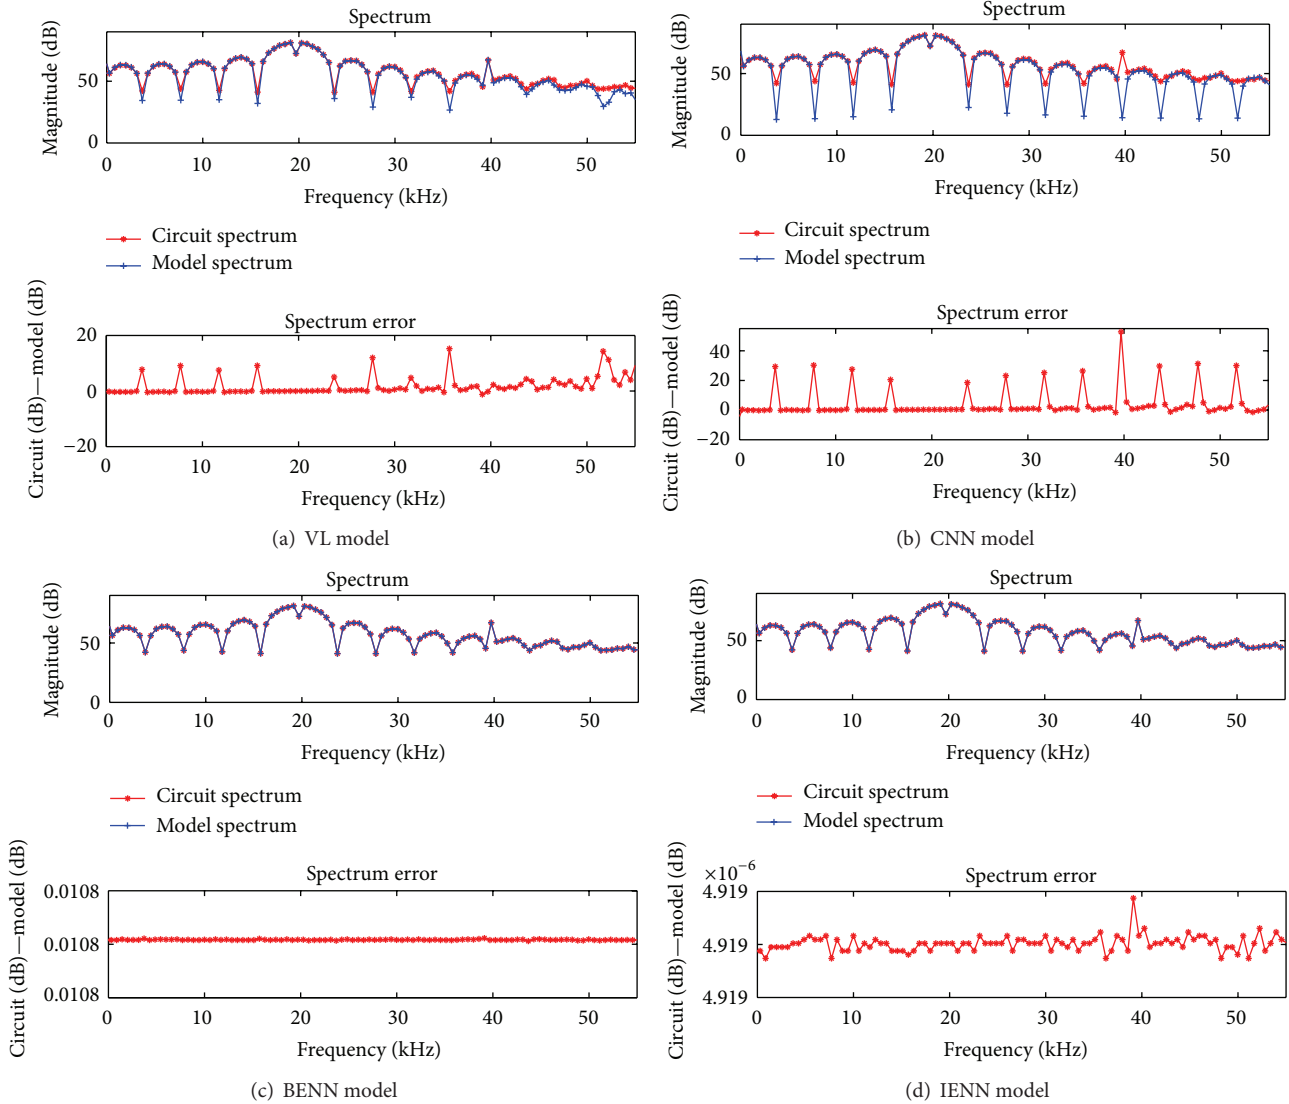 Spectrum
Magnitude (dB)
50
0
0 10 20 30 40 50
Frequency (kHz)
Circuit spectrum
Model spectrum
Spectrum error
Circuit (dB)—model (dB)
20
0
−20
0 10 20 30 40 50
Frequency (kHz)
(a) VL model
Spectrum
Magnitude (dB)
50
0
0 10 20 30 40 50
Frequency (kHz)
Circuit spectrum
Model spectrum
Spectrum error
Circuit (dB)—model (dB)
40
20
0
−20
0 10 20 30 40 50
Frequency (kHz)
(b) CNN model
Spectrum
Magnitude (dB)
50
0
0 10 20 30 40 50
Frequency (kHz)
Circuit spectrum
Model spectrum
Spectrum error
Circuit (dB)—model (dB)
0.0108
0.0108
0.0108
0 10 20 30 40 50
Frequency (kHz)
(c) BENN model
Spectrum
Magnitude (dB)
50
0
0 10 20 30 40 50
Frequency (kHz)
Circuit spectrum
Model spectrum
×10⁻⁶
Spectrum error
Circuit (dB)—model (dB)
4.919
4.919
4.919
0 10 20 30 40 50
Frequency (kHz)
(d) IENN model